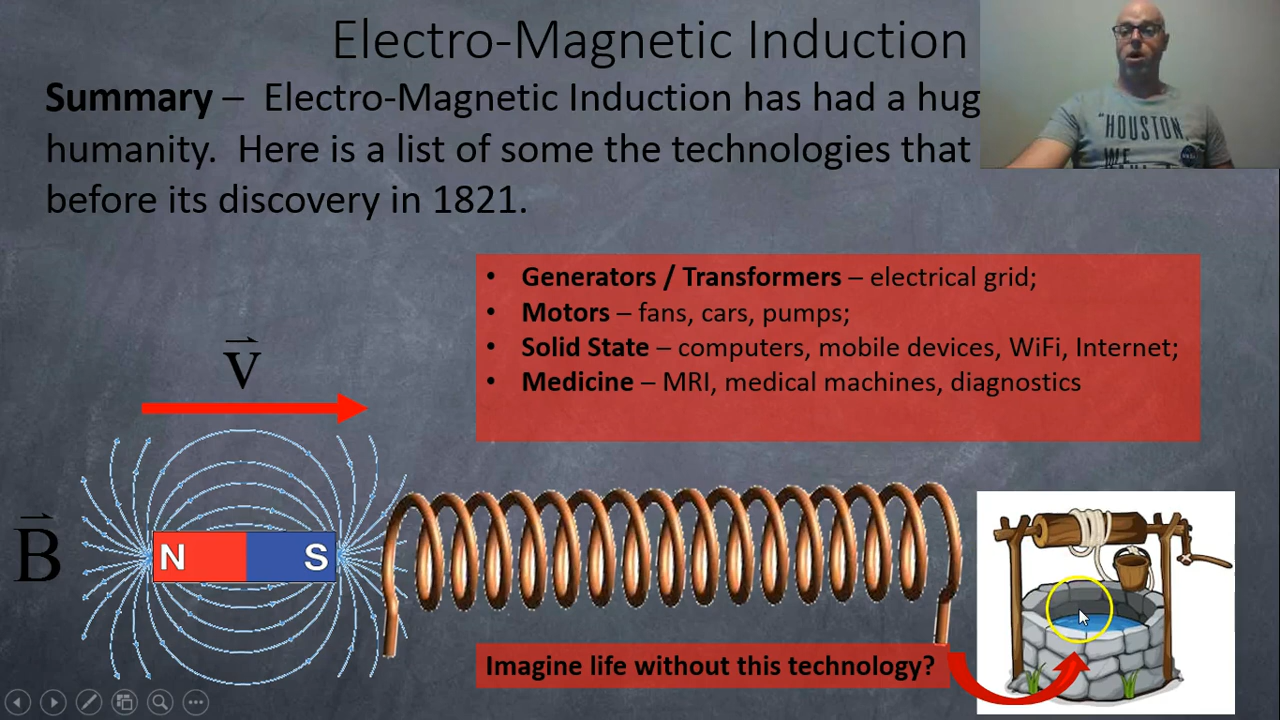 Electro-Magnetic Induction
Summary – Electro-Magnetic Induction has had a hug
humanity. Here is a list of some the technologies that
before its discovery in 1821.
"HOUSTON,
WE
• Generators / Transformers – electrical grid;
• Motors – fans, cars, pumps;
• Solid State – computers, mobile devices, WiFi, Internet;
• Medicine – MRI, medical machines, diagnostics
V
B
N S
Imagine life without this technology?